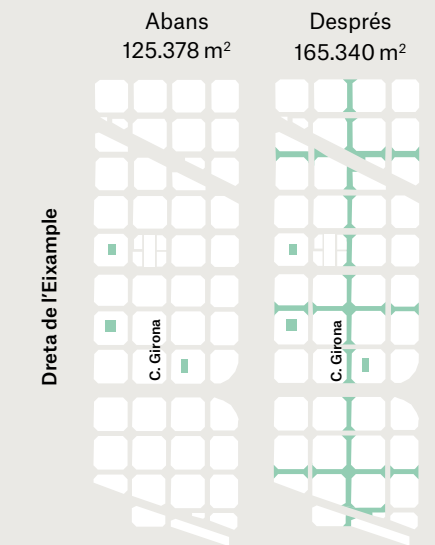 Abans
125.378 m²
Després
165.340 m²
Dreta de l'Eixample
C. Girona
C. Girona